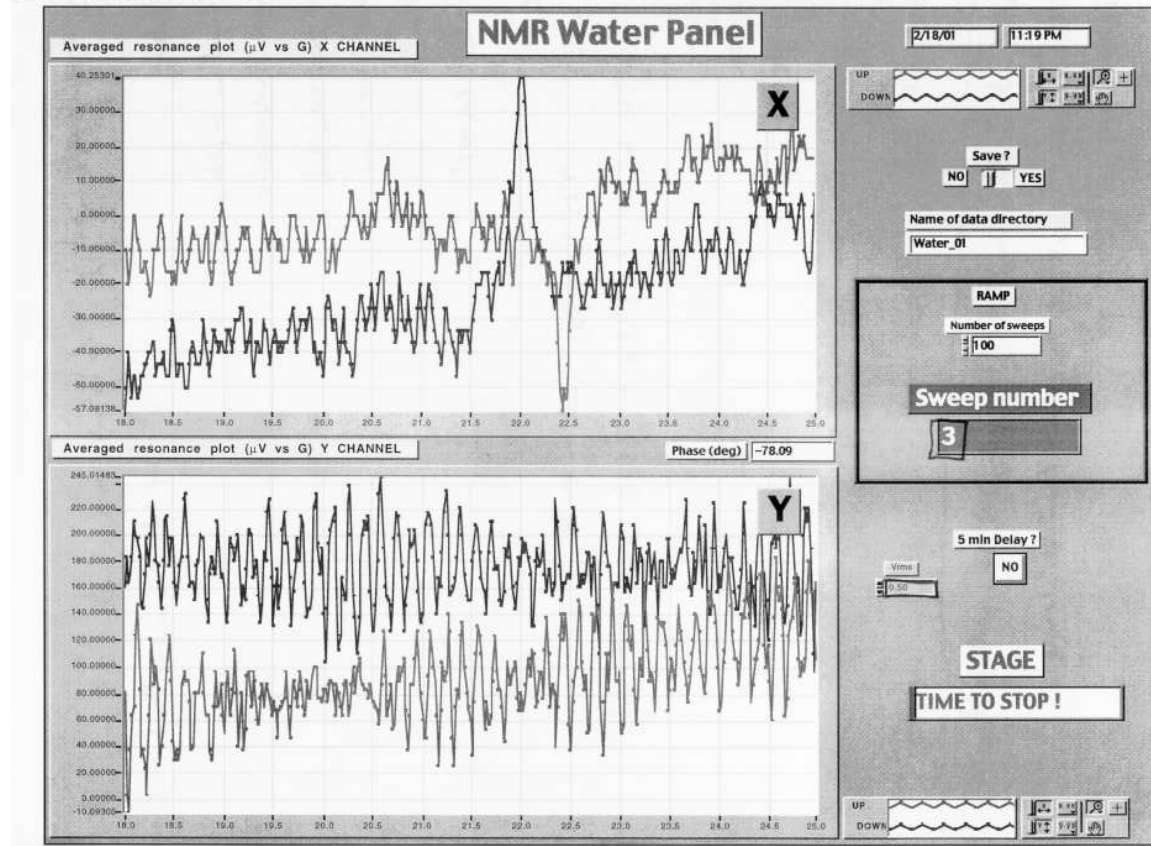 NMR Water Panel
2/18/01
11:19 PM
Averaged resonance plot (μV vs G) X CHANNEL
X
40.25301
30.00000
20.00000
10.00000
0.00000
-10.00000
-20.00000
-30.00000
-40.00000
-50.00000
-57.08138
18.0 18.5 19.0 19.5 20.0 20.5 21.0 21.5 22.0 22.5 23.0 23.5 24.0 24.5 25.0
UP
DOWN
Save ?
NO YES
Name of data directory
Water_01
RAMP
Number of sweeps
100
Sweep number
3
Averaged resonance plot (μV vs G) Y CHANNEL
Phase (deg) -78.09
Y
245.01485
220.00000
200.00000
180.00000
160.00000
140.00000
120.00000
100.00000
80.00000
60.00000
40.00000
20.00000
0.00000
-10.09305
18.0 18.5 19.0 19.5 20.0 20.5 21.0 21.5 22.0 22.5 23.0 23.5 24.0 24.5 25.0
5 min Delay ?
NO
Vrms
0.50
STAGE
TIME TO STOP !
UP
DOWN